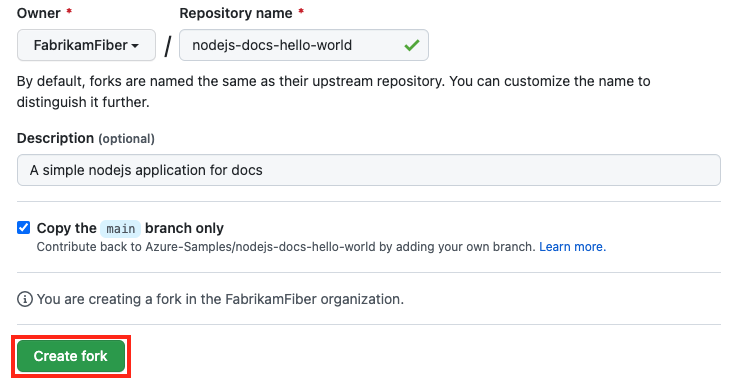 Owner * Repository name *
FabrikamFiber / nodejs-docs-hello-world
By default, forks are named the same as their upstream repository. You can customize the name to
distinguish it further.
Description (optional)
A simple nodejs application for docs
Copy the main branch only
Contribute back to Azure-Samples/nodejs-docs-hello-world by adding your own branch. Learn more.
You are creating a fork in the FabrikamFiber organization.
Create fork